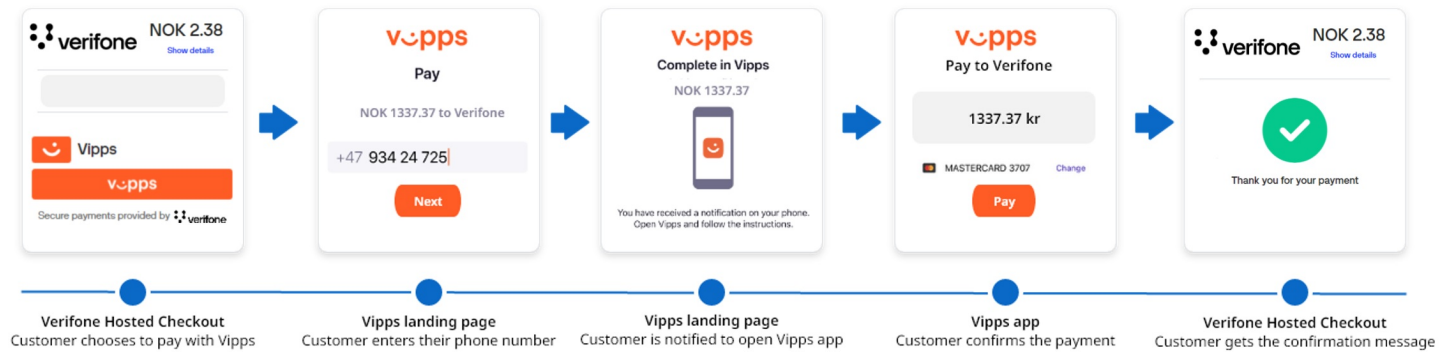 verifone
NOK 2.38
Show details
Vipps
vipps
Secure payments provided by verifone
vipps
Pay
NOK 1337.37 to Verifone
+47 934 24 725
Next
vipps
Complete in Vipps
NOK 1337.37
You have received a notification on your phone.
Open Vipps and follow the instructions.
vipps
Pay to Verifone
1337.37 kr
MASTERCARD 3707 Change
Pay
verifone
NOK 2.38
Show details
Thank you for your payment
Verifone Hosted Checkout
Customer chooses to pay with Vipps
Vipps landing page
Customer enters their phone number
Vipps landing page
Customer is notified to open Vipps app
Vipps app
Customer confirms the payment
Verifone Hosted Checkout
Customer gets the confirmation message